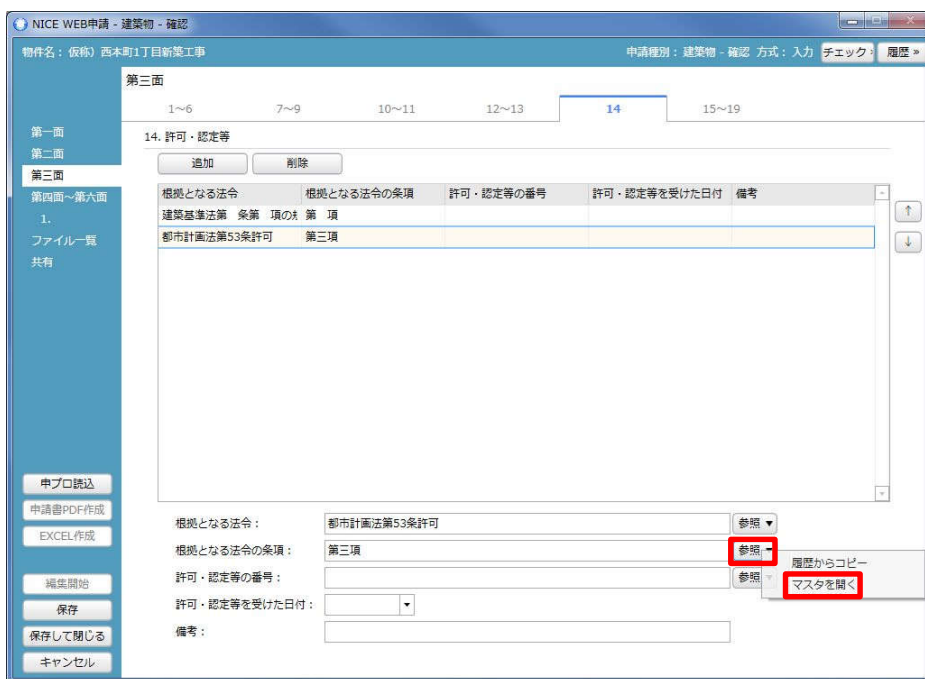 NICE WEB申請 - 建築物 - 確認
物件名： 仮称）西本町1丁目新築工事
申請種別： 建築物 - 確認 方式： 入力
チェック
履歴 »
第三面
1～6
7～9
10～11
12～13
14
15～19
第一面
第二面
第三面
第四面～第六面
1.
ファイル一覧
共有
14. 許可・認定等
追加
削除
根拠となる法令 根拠となる法令の条項 許可・認定等の番号 許可・認定等を受けた日付 備考
建築基準法第　条第　項の 第　項
都市計画法第53条許可 第三項
↑
↓
申プロ読込
申請書PDF作成
EXCEL作成
編集開始
保存
保存して閉じる
キャンセル
根拠となる法令： 都市計画法第53条許可 参照 ▼
根拠となる法令の条項： 第三項 参照
許可・認定等の番号： 参照
許可・認定等を受けた日付： ▼
備考：
履歴からコピー
マスタを開く